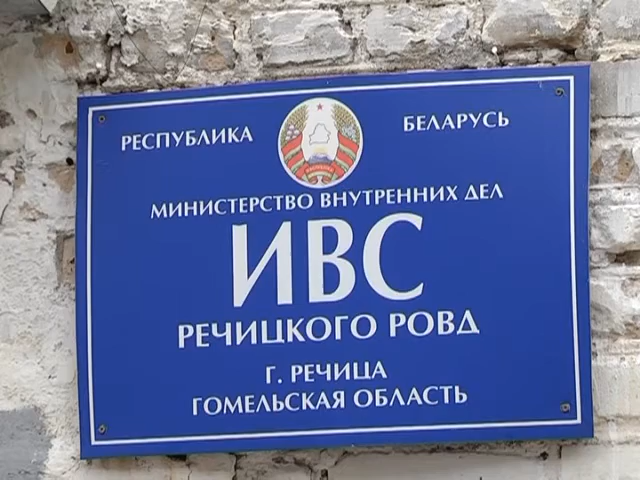 РЕСПУБЛИКА БЕЛАРУСЬ
МИНИСТЕРСТВО ВНУТРЕННИХ ДЕЛ
ИВС
РЕЧИЦКОГО РОВД
Г. РЕЧИЦА
ГОМЕЛЬСКАЯ ОБЛАСТЬ